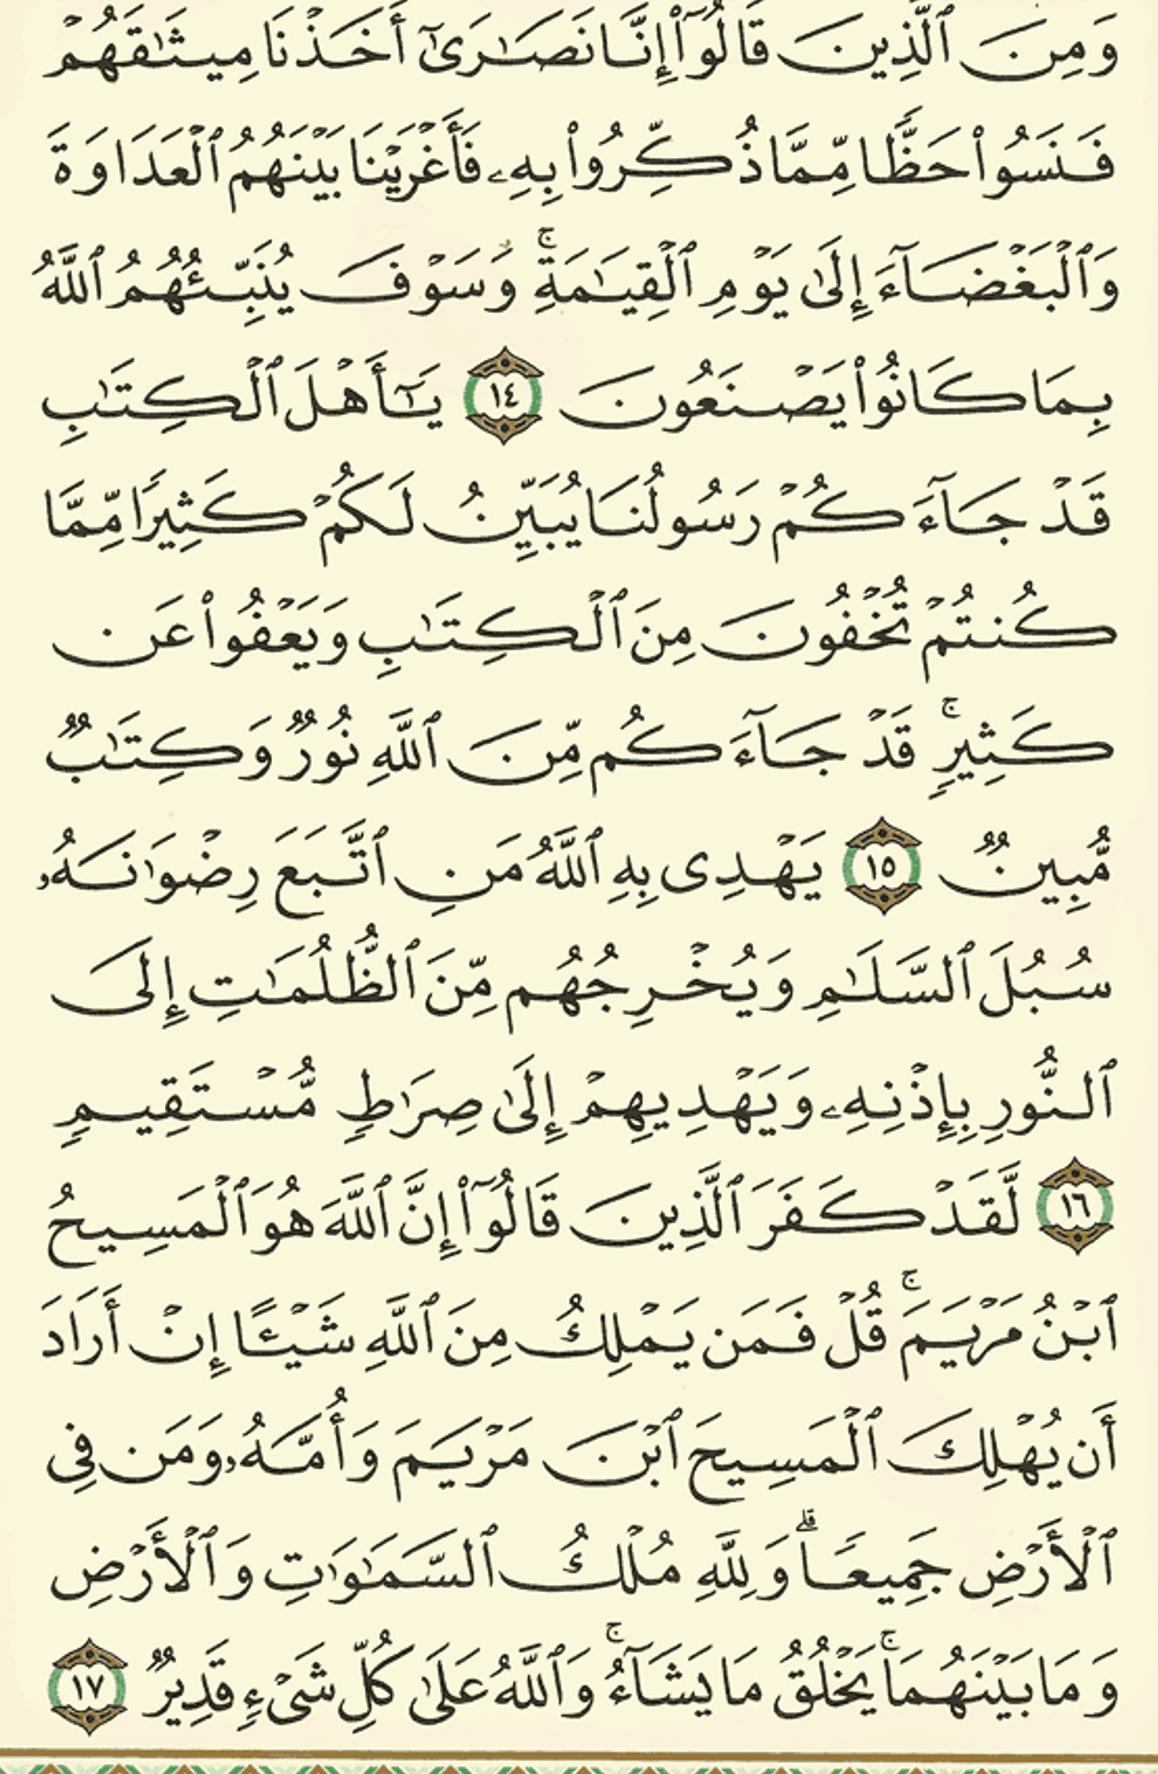 وَمِنَ ٱلَّذِينَ قَالُوٓا۟ إِنَّا نَصَـٰرَىٰٓ أَخَذْنَا مِيثَـٰقَهُمْ
فَنَسُوا۟ حَظًّا مِّمَّا ذُكِّرُوا۟ بِهِۦ فَأَغْرَيْنَا بَيْنَهُمُ ٱلْعَدَاوَةَ
وَٱلْبَغْضَآءَ إِلَىٰ يَوْمِ ٱلْقِيَـٰمَةِ ۚ وَسَوْفَ يُنَبِّئُهُمُ ٱللَّهُ
بِمَا كَانُوا۟ يَصْنَعُونَ ١٤ يَـٰٓأَهْلَ ٱلْكِتَـٰبِ
قَدْ جَآءَكُمْ رَسُولُنَا يُبَيِّنُ لَكُمْ كَثِيرًا مِّمَّا
كُنتُمْ تُخْفُونَ مِنَ ٱلْكِتَـٰبِ وَيَعْفُوا۟ عَن
كَثِيرٍ ۚ قَدْ جَآءَكُم مِّنَ ٱللَّهِ نُورٌ وَكِتَـٰبٌ
مُّبِينٌ ١٥ يَهْدِى بِهِ ٱللَّهُ مَنِ ٱتَّبَعَ رِضْوَٰنَهُۥ
سُبُلَ ٱلسَّلَـٰمِ وَيُخْرِجُهُم مِّنَ ٱلظُّلُمَـٰتِ إِلَى
ٱلنُّورِ بِإِذْنِهِۦ وَيَهْدِيهِمْ إِلَىٰ صِرَٰطٍ مُّسْتَقِيمٍ
١٦ لَّقَدْ كَفَرَ ٱلَّذِينَ قَالُوٓا۟ إِنَّ ٱللَّهَ هُوَ ٱلْمَسِيحُ
ٱبْنُ مَرْيَمَ ۚ قُلْ فَمَن يَمْلِكُ مِنَ ٱللَّهِ شَيْـًٔا إِنْ أَرَادَ
أَن يُهْلِكَ ٱلْمَسِيحَ ٱبْنَ مَرْيَمَ وَأُمَّهُۥ وَمَن فِى
ٱلْأَرْضِ جَمِيعًا ۗ وَلِلَّهِ مُلْكُ ٱلسَّمَـٰوَٰتِ وَٱلْأَرْضِ
وَمَا بَيْنَهُمَا ۚ يَخْلُقُ مَا يَشَآءُ ۚ وَٱللَّهُ عَلَىٰ كُلِّ شَىْءٍ قَدِيرٌ ١٧